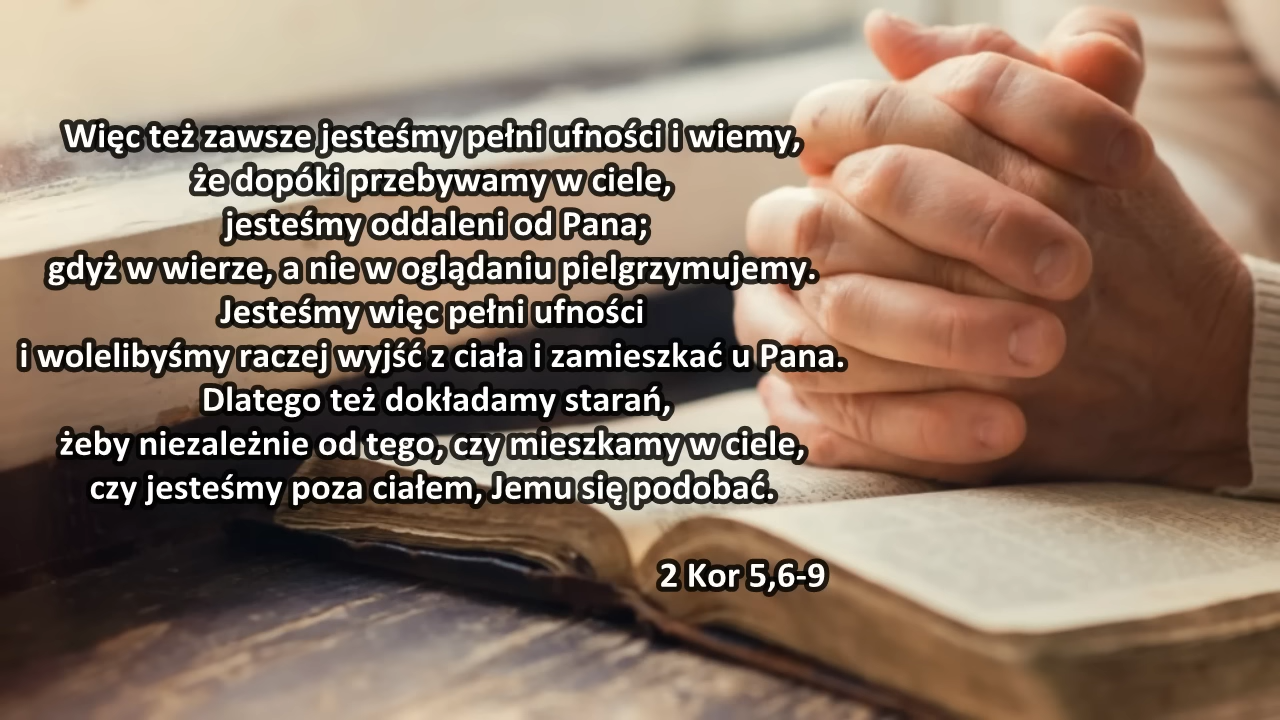 Więc też zawsze jesteśmy pełni ufności i wiemy,
że dopóki przebywamy w ciele,
jesteśmy oddaleni od Pana;
gdyż w wierze, a nie w oglądaniu pielgrzymujemy.
Jesteśmy więc pełni ufności
i wolelibyśmy raczej wyjść z ciała i zamieszkać u Pana.
Dlatego też dokładamy starań,
żeby niezależnie od tego, czy mieszkamy w ciele,
czy jesteśmy poza ciałem, Jemu się podobać.
2 Kor 5,6-9